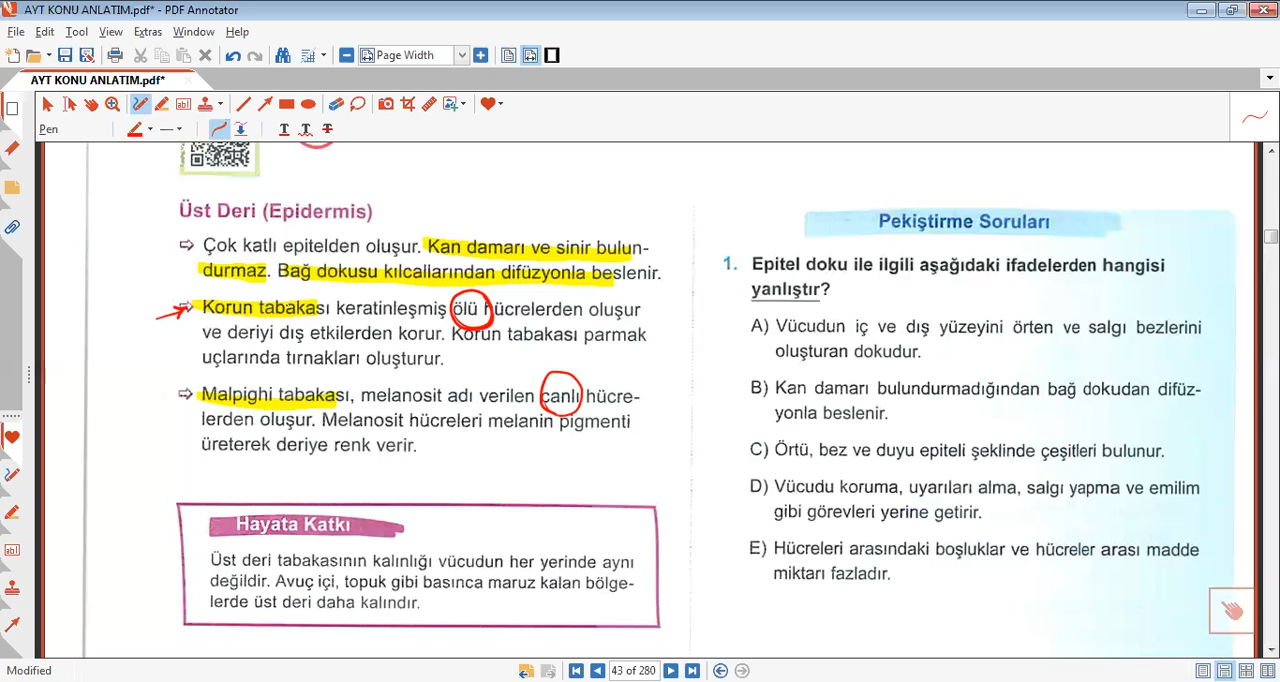 AYT KONU ANLATIM.pdf* - PDF Annotator
File Edit Tool View Extras Window Help
Page Width
AYT KONU ANLATIM.pdf*
Pen
Üst Deri (Epidermis)
Çok katlı epitelden oluşur. Kan damarı ve sinir bulun-
durmaz. Bağ dokusu kılcallarından difüzyonla beslenir.
Korun tabakası keratinleşmiş ölü hücrelerden oluşur
ve deriyi dış etkilerden korur. Korun tabakası parmak
uçlarında tırnakları oluşturur.
Malpighi tabakası, melanosit adı verilen canlı hücre-
lerden oluşur. Melanosit hücreleri melanin pigmenti
üreterek deriye renk verir.
Hayata Katkı
Üst deri tabakasının kalınlığı vücudun her yerinde aynı
değildir. Avuç içi, topuk gibi basınca maruz kalan bölge-
lerde üst deri daha kalındır.
Pekiştirme Soruları
1. Epitel doku ile ilgili aşağıdaki ifadelerden hangisi
yanlıştır?
A) Vücudun iç ve dış yüzeyini örten ve salgı bezlerini
oluşturan dokudur.
B) Kan damarı bulundurmadığından bağ dokudan difüz-
yonla beslenir.
C) Örtü, bez ve duyu epiteli şeklinde çeşitleri bulunur.
D) Vücudu koruma, uyarıları alma, salgı yapma ve emilim
gibi görevleri yerine getirir.
E) Hücreleri arasındaki boşluklar ve hücreler arası madde
miktarı fazladır.
Modified
43 of 280